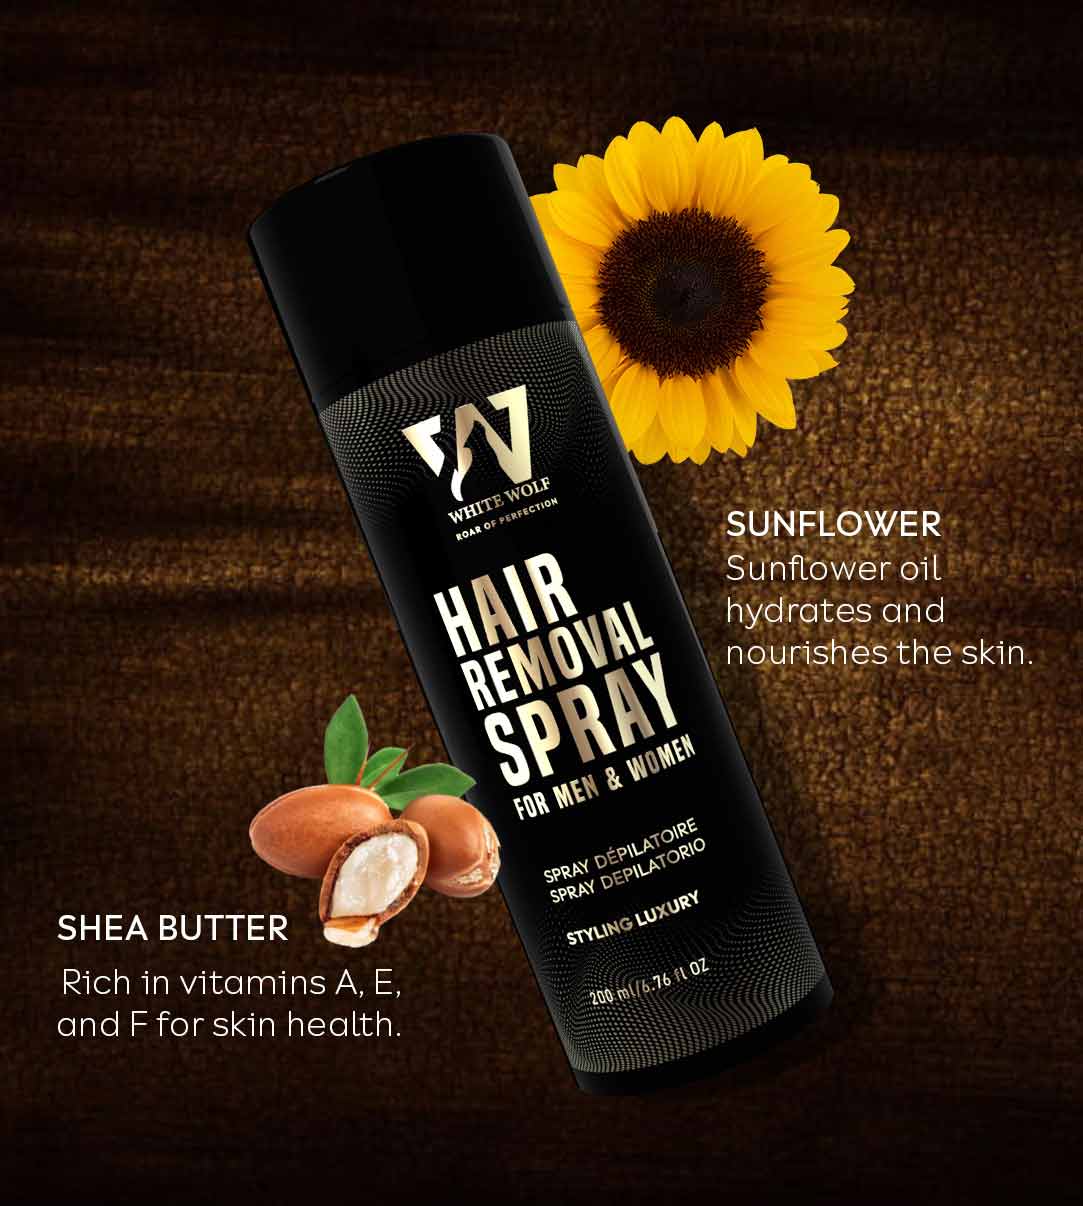 WHITE WOLF
ROAR OF PERFECTION
HAIR
REMOVAL
SPRAY
FOR MEN & WOMEN
SPRAY DÉPILATOIRE
SPRAY DEPILATORIO
STYLING LUXURY
200 ml/6.76 fl OZ
SUNFLOWER
Sunflower oil
hydrates and
nourishes the skin.
SHEA BUTTER
Rich in vitamins A, E,
and F for skin health.